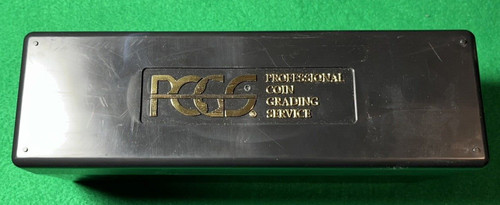 PCGS®
PROFESSIONAL
COIN
GRADING
SERVICE